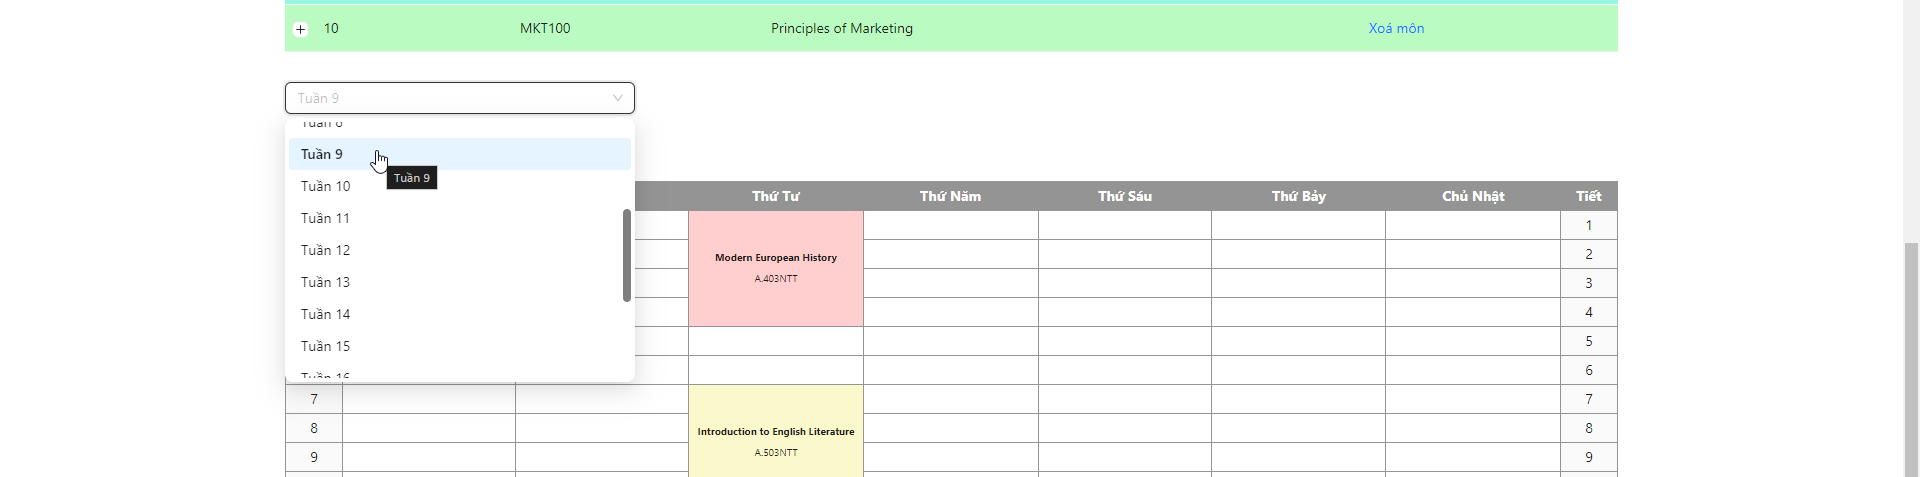 10 MKT100 Principles of Marketing Xoá môn
Tuần 9
Tuần 9
Tuần 9
Tuần 10
Tuần 11
Tuần 12
Tuần 13
Tuần 14
Tuần 15
Thứ Tư Thứ Năm Thứ Sáu Thứ Bảy Chủ Nhật Tiết
1
Modern European History
A.403NTT
2
3
4
5
6
7 7
8 8
Introduction to English Literature
A.503NTT
9 9